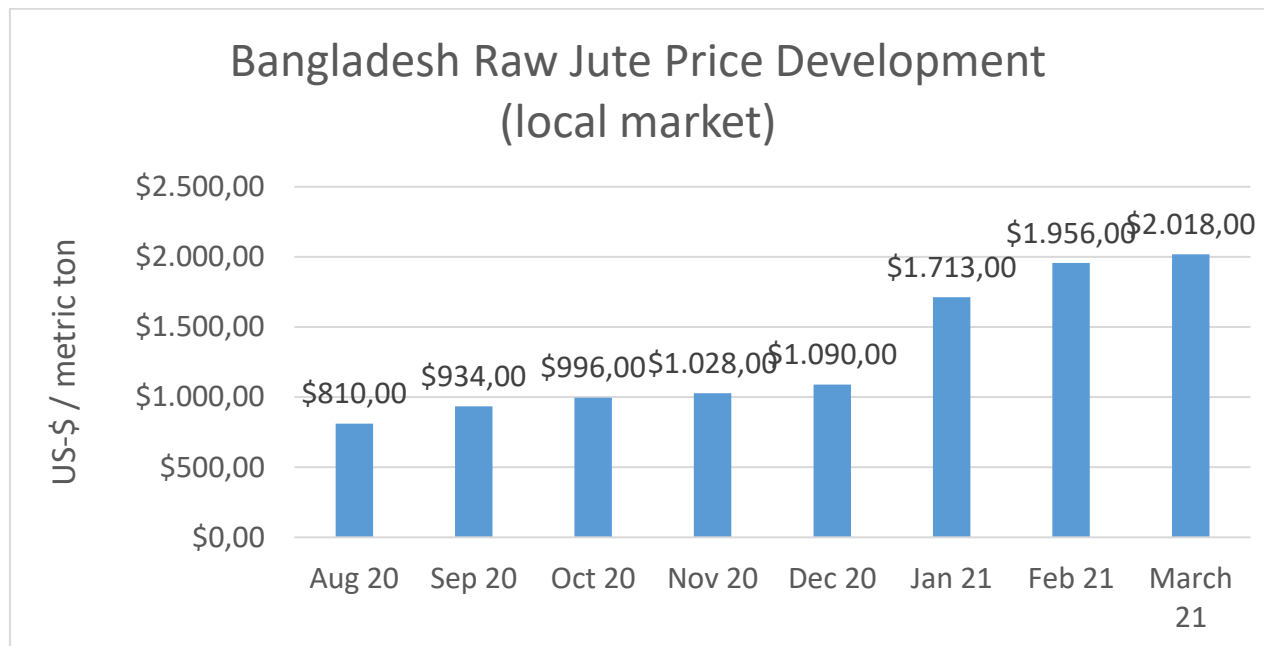 Bangladesh Raw Jute Price Development
(local market)
US-$ / metric ton
$2.500,00
$2.000,00
$1.500,00
$1.000,00
$500,00
$0,00
$810,00
$934,00
$996,00
$1.028,00
$1.090,00
$1.713,00
$1.956,00
$2.018,00
Aug 20
Sep 20
Oct 20
Nov 20
Dec 20
Jan 21
Feb 21
March
21